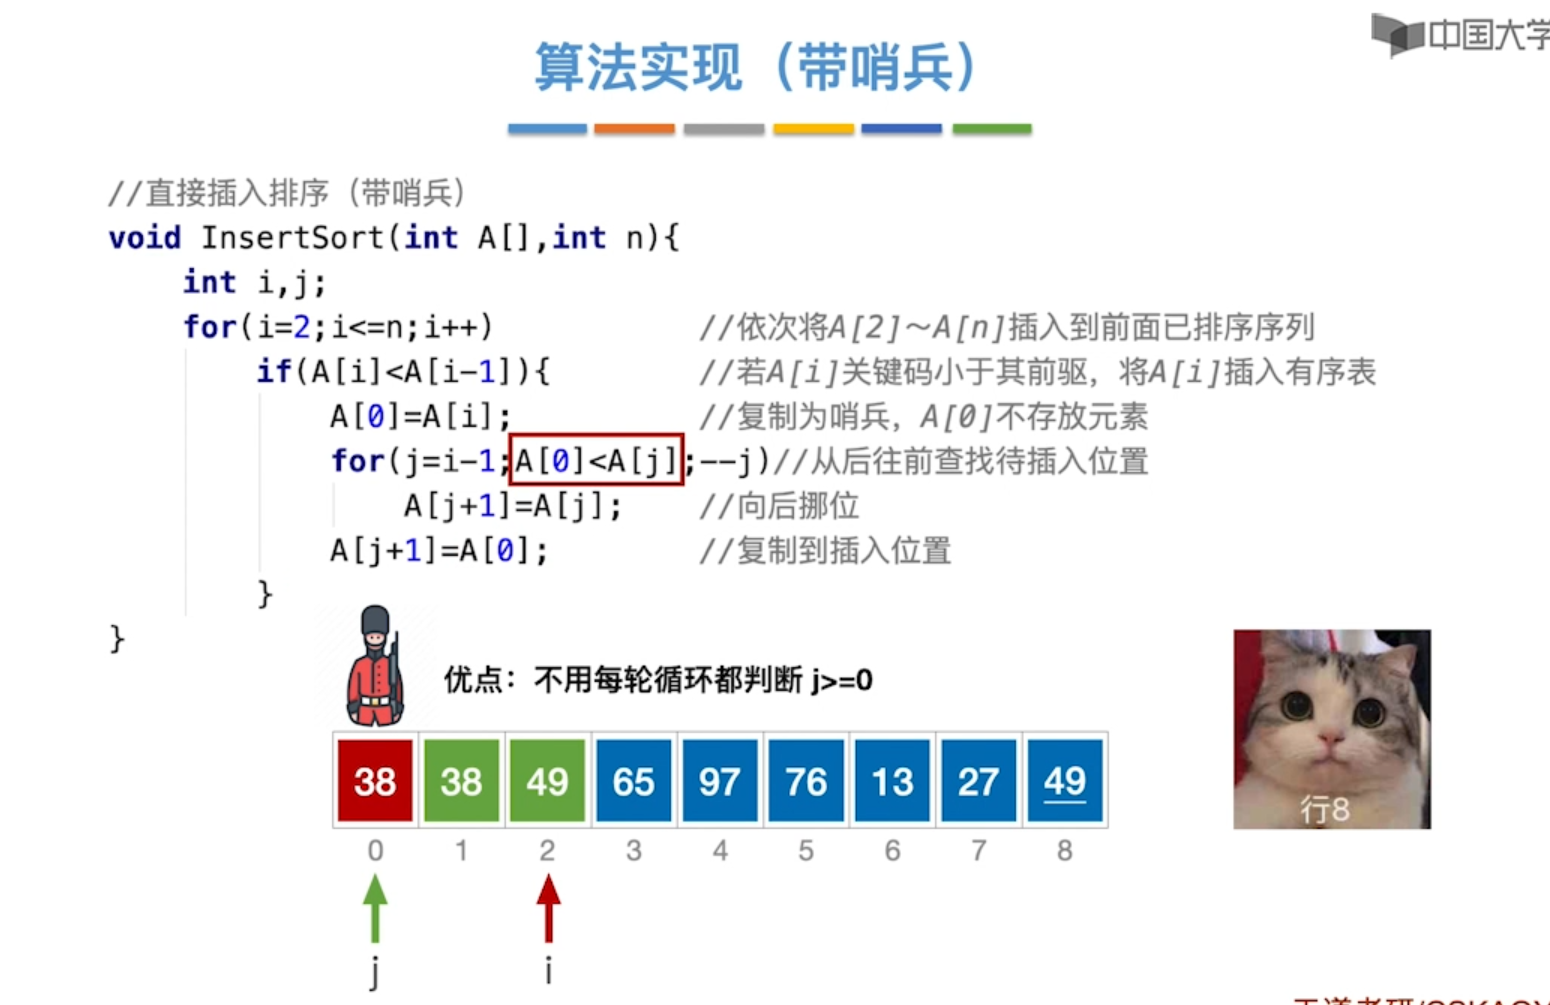 中国大学
算法实现（带哨兵）
//直接插入排序（带哨兵）
void InsertSort(int A[],int n){
int i,j;
for(i=2;i<=n;i++) //依次将A[2]～A[n]插入到前面已排序序列
if(A[i]<A[i-1]){ //若A[i]关键码小于其前驱，将A[i]插入有序表
A[0]=A[i]; //复制为哨兵，A[0]不存放元素
for(j=i-1;A[0]<A[j];--j)//从后往前查找待插入位置
A[j+1]=A[j]; //向后挪位
A[j+1]=A[0]; //复制到插入位置
}
}
优点：不用每轮循环都判断 j>=0
38 38 49 65 97 76 13 27 49
0 1 2 3 4 5 6 7 8
j i
行8